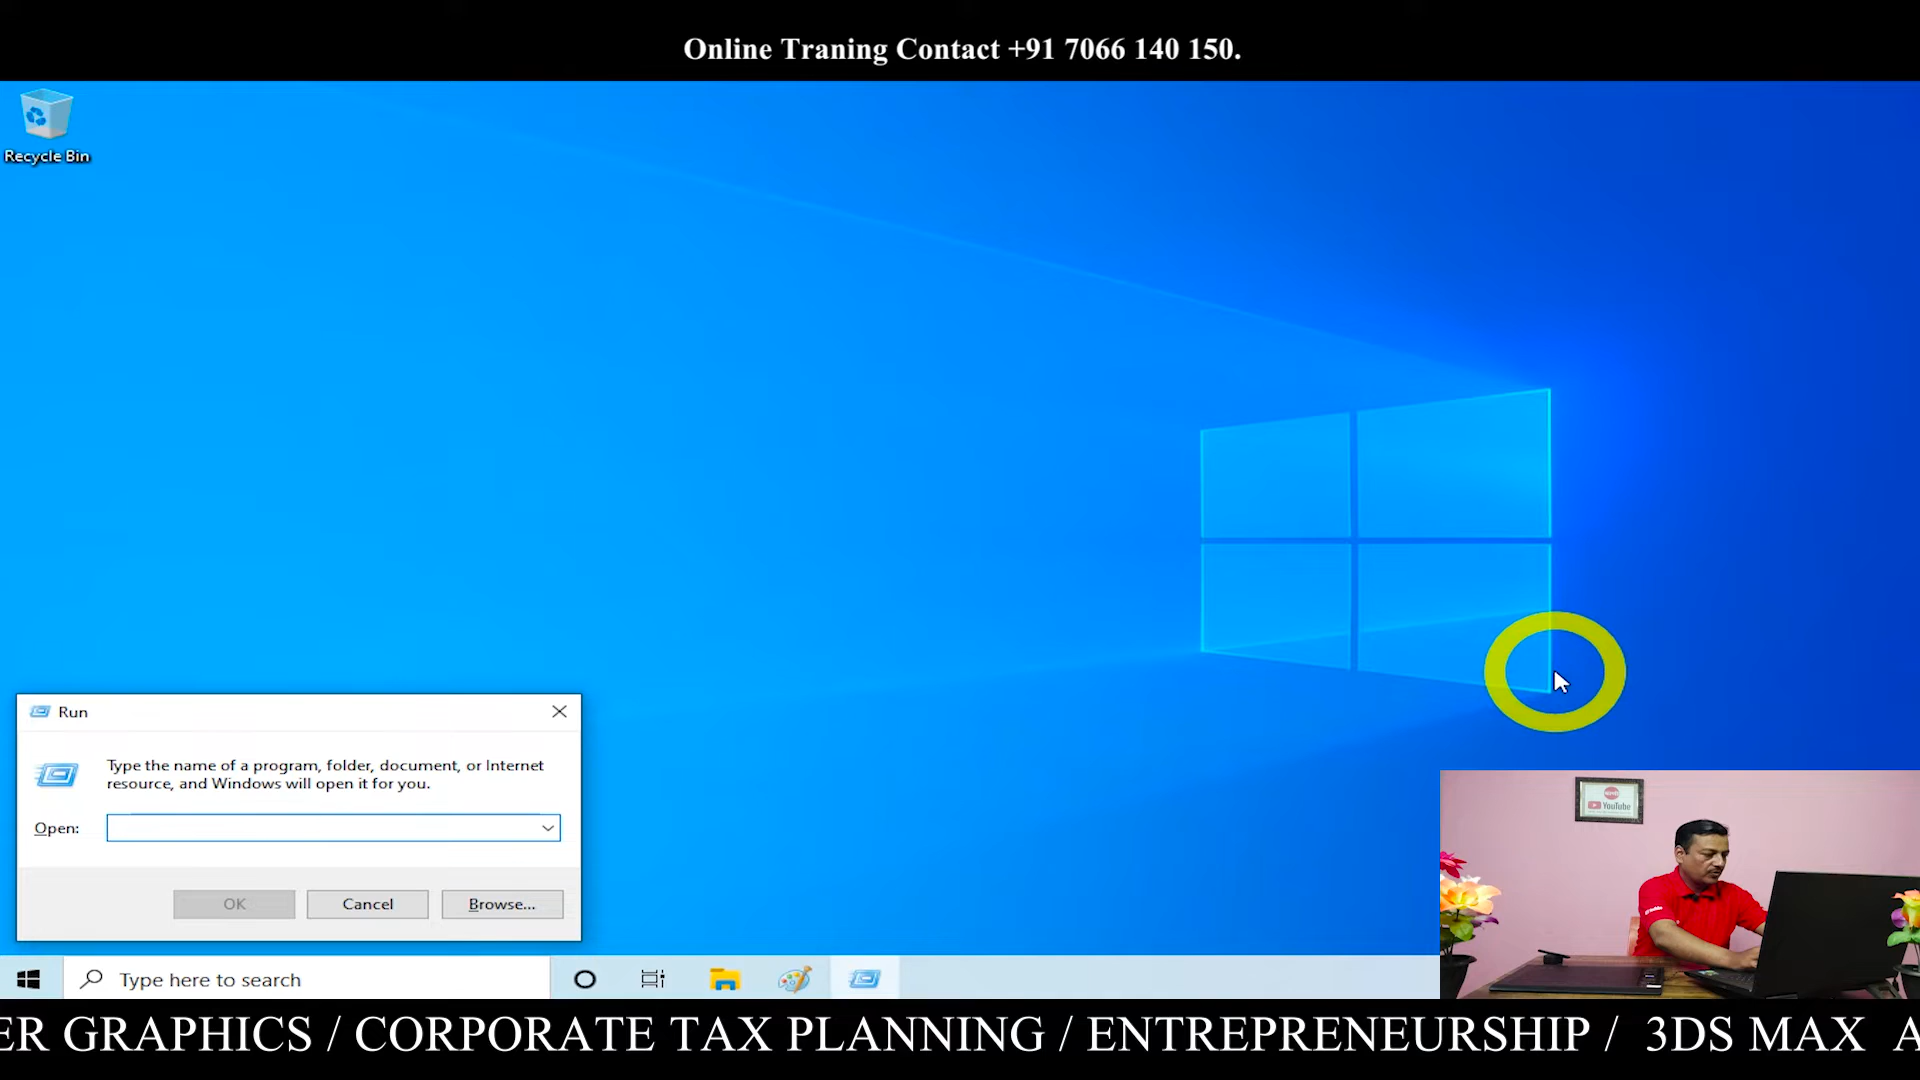 Online Traning Contact +91 7066 140 150.
Recycle Bin
Run
Type the name of a program, folder, document, or Internet
resource, and Windows will open it for you.
Open:
OK
Cancel
Browse...
YouTube
Type here to search
ER GRAPHICS / CORPORATE TAX PLANNING / ENTREPRENEURSHIP / 3DS MAX A